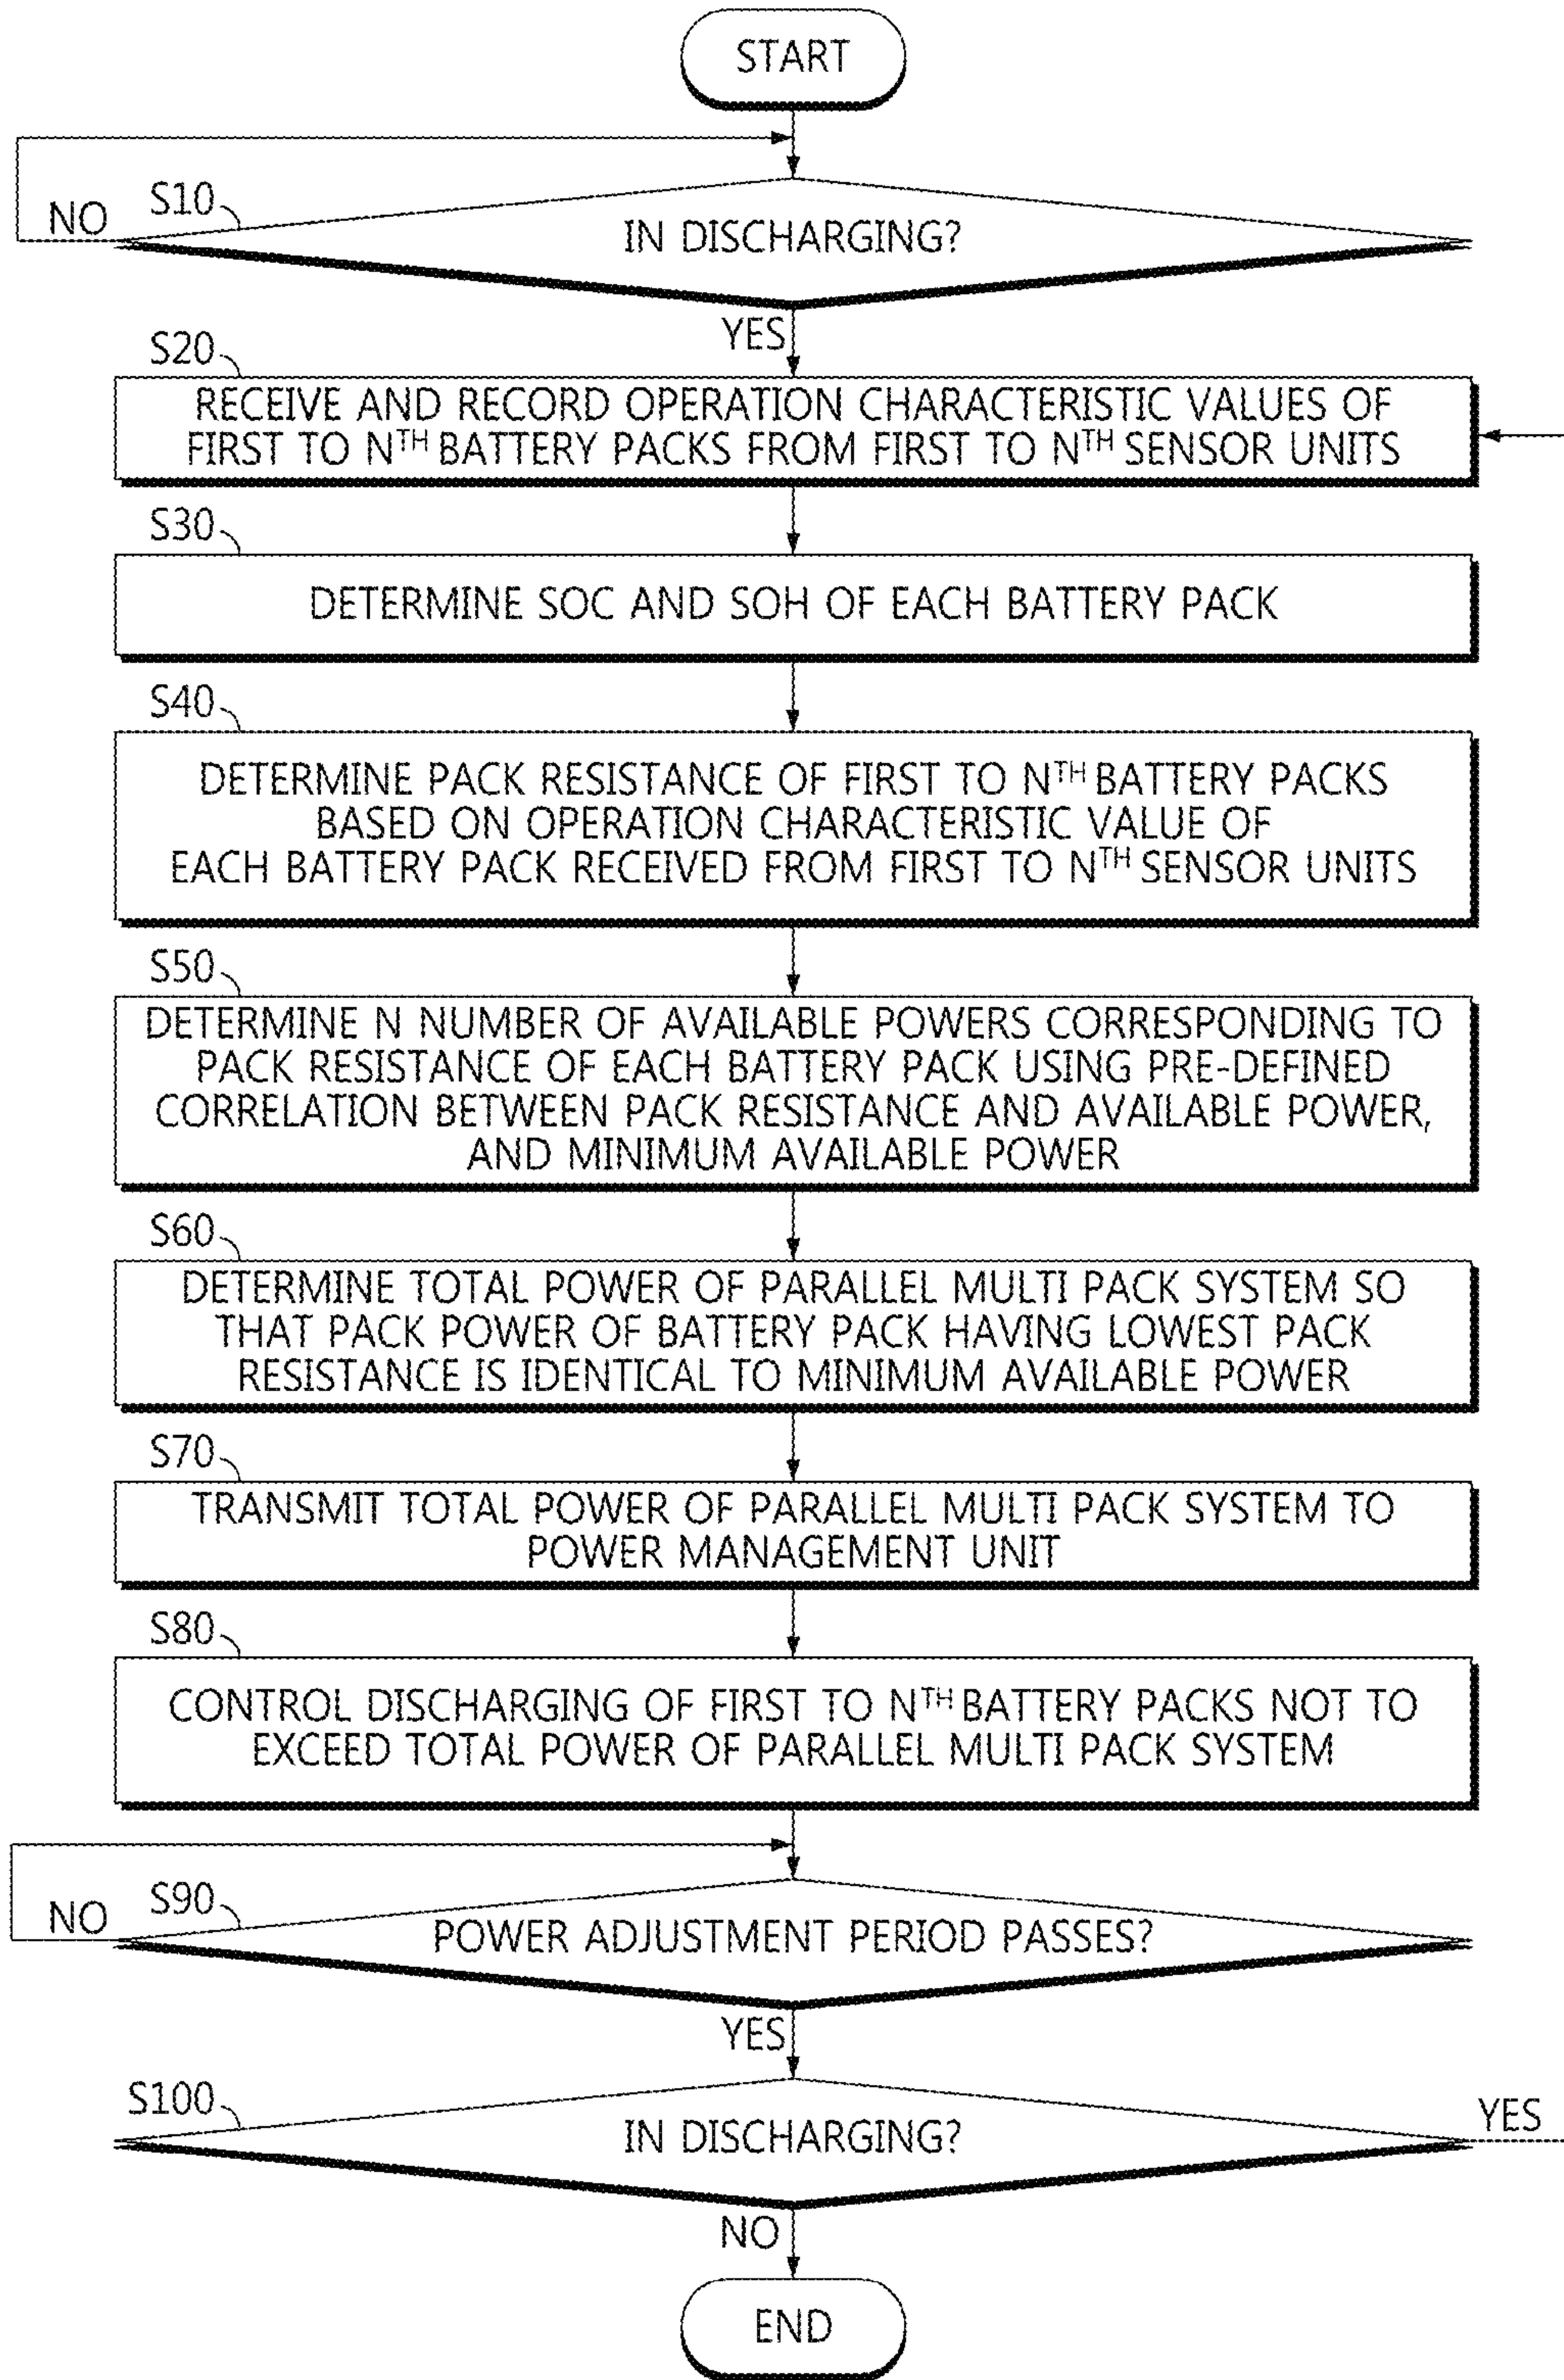 START
NO
S10
IN DISCHARGING?
YES
S20
RECEIVE AND RECORD OPERATION CHARACTERISTIC VALUES OF
FIRST TO NTH BATTERY PACKS FROM FIRST TO NTH SENSOR UNITS
S30
DETERMINE SOC AND SOH OF EACH BATTERY PACK
S40
DETERMINE PACK RESISTANCE OF FIRST TO NTH BATTERY PACKS
BASED ON OPERATION CHARACTERISTIC VALUE OF
EACH BATTERY PACK RECEIVED FROM FIRST TO NTH SENSOR UNITS
S50
DETERMINE N NUMBER OF AVAILABLE POWERS CORRESPONDING TO
PACK RESISTANCE OF EACH BATTERY PACK USING PRE-DEFINED
CORRELATION BETWEEN PACK RESISTANCE AND AVAILABLE POWER,
AND MINIMUM AVAILABLE POWER
S60
DETERMINE TOTAL POWER OF PARALLEL MULTI PACK SYSTEM SO
THAT PACK POWER OF BATTERY PACK HAVING LOWEST PACK
RESISTANCE IS IDENTICAL TO MINIMUM AVAILABLE POWER
S70
TRANSMIT TOTAL POWER OF PARALLEL MULTI PACK SYSTEM TO
POWER MANAGEMENT UNIT
S80
CONTROL DISCHARGING OF FIRST TO NTH BATTERY PACKS NOT TO
EXCEED TOTAL POWER OF PARALLEL MULTI PACK SYSTEM
NO
S90
POWER ADJUSTMENT PERIOD PASSES?
YES
S100
IN DISCHARGING?
YES
NO
END